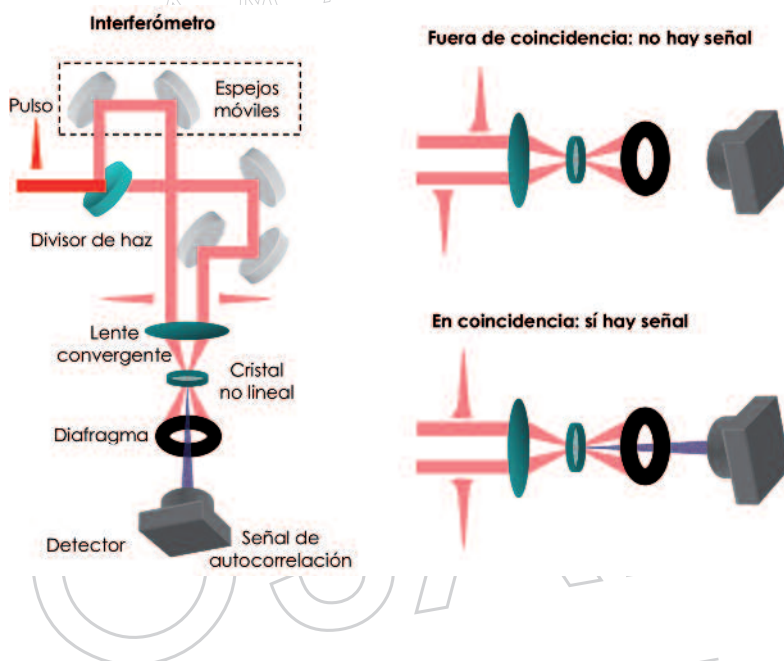 Interferómetro
Espejos
móviles
Pulso
Divisor de haz
Lente
convergente
Cristal
no lineal
Diafragma
Detector
Señal de
autocorrelación
Fuera de coincidencia: no hay señal
En coincidencia: sí hay señal